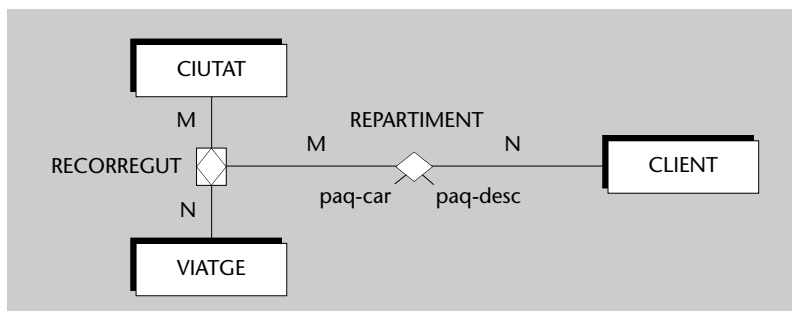 CIUTAT
M
REPARTIMENT
M
N
RECORREGUT
CLIENT
paq-car
paq-desc
N
VIATGE